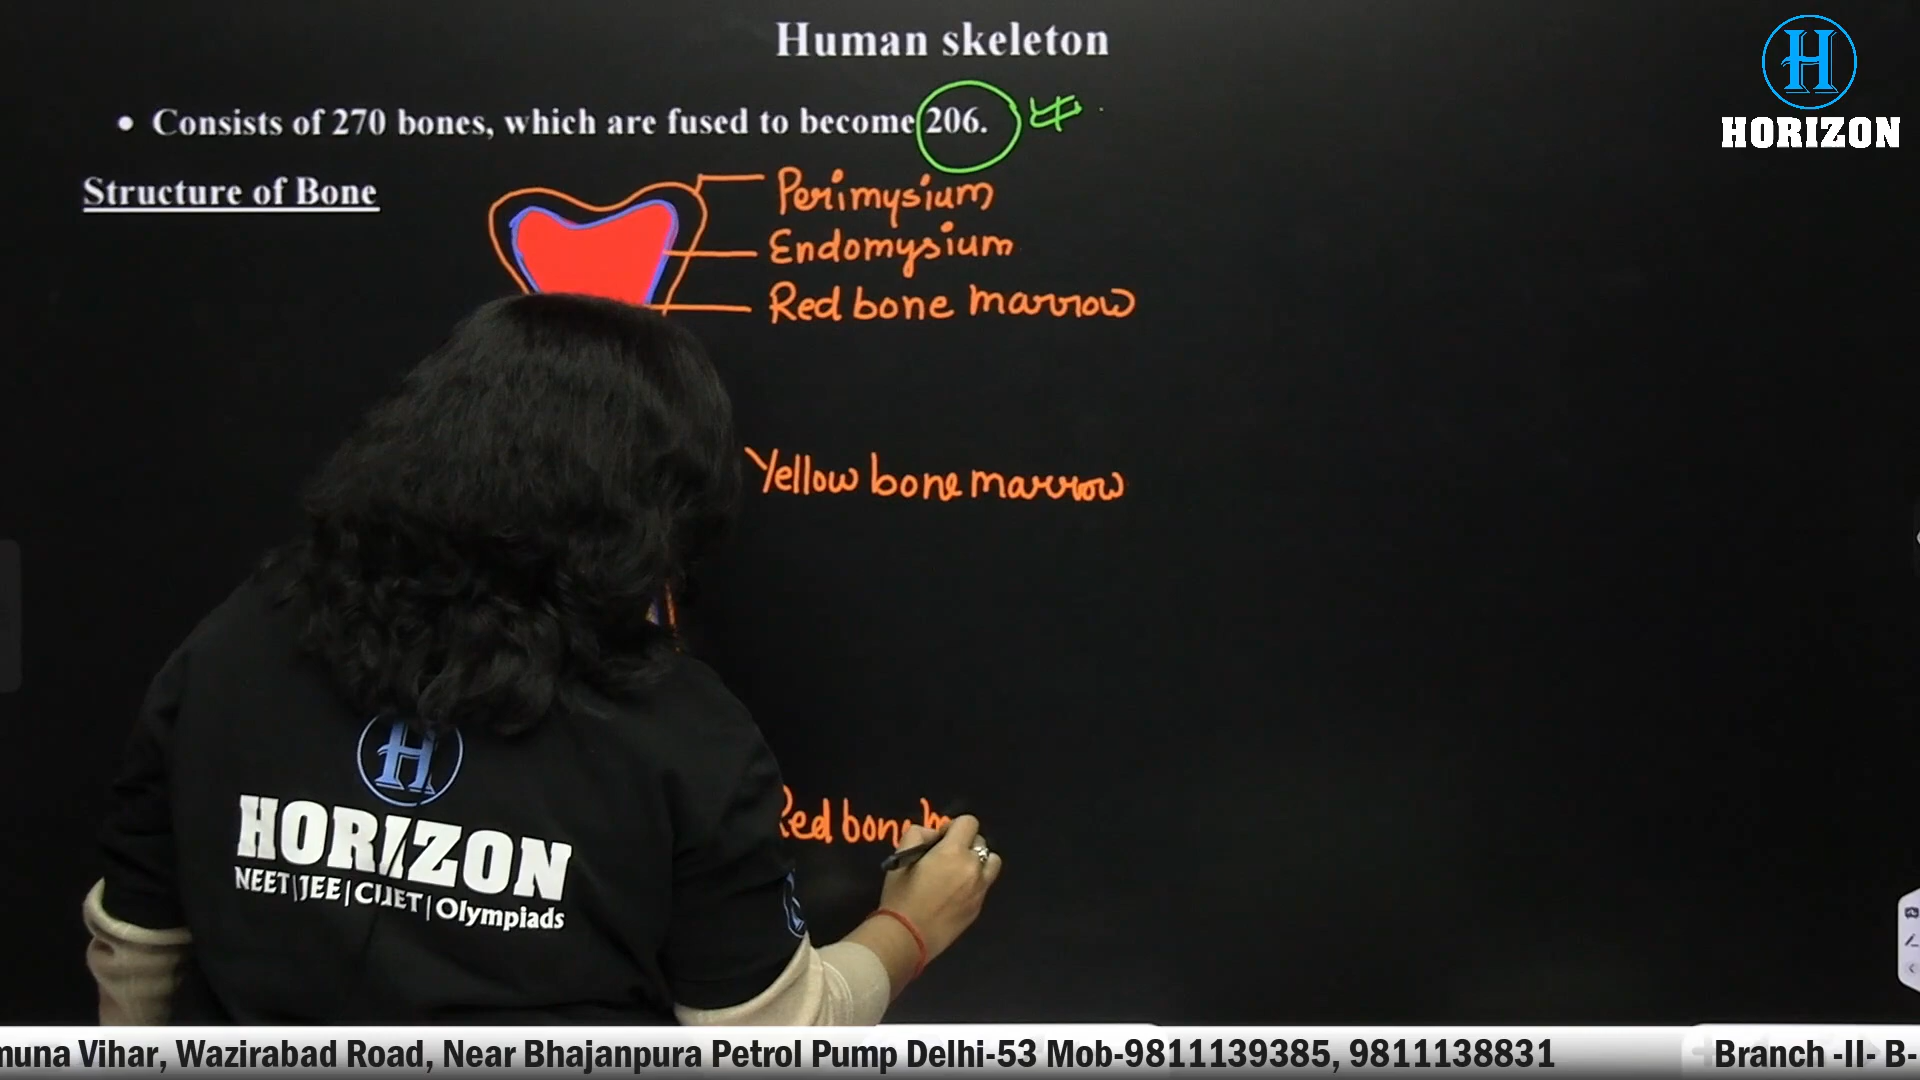 Human skeleton
HORIZON
• Consists of 270 bones, which are fused to become 206.
Structure of Bone
Perimysium
Endomysium
Red bone marrow
Yellow bone marrow
Red bone m
HORIZON
NEET|JEE|CUET|Olympiads
muna Vihar, Wazirabad Road, Near Bhajanpura Petrol Pump Delhi-53 Mob-9811139385, 9811138831 Branch -II- B-